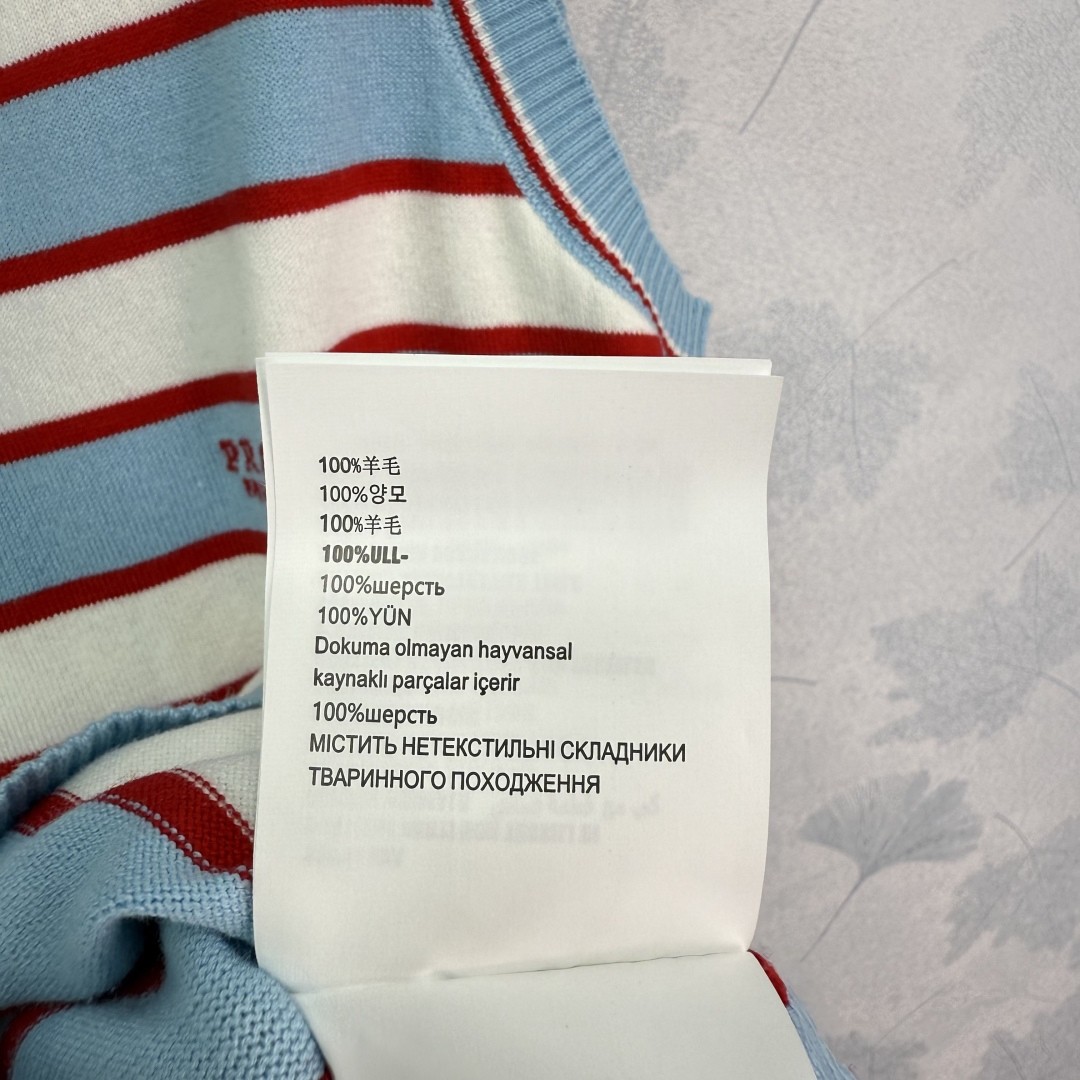 100%羊毛
100%양모
100%羊毛
100%ULL-
100%шерсть
100%YÜN
Dokuma olmayan hayvansal
kaynaklı parçalar içerir
100%шерсть
МІСТИТЬ НЕТЕКСТИЛЬНІ СКЛАДНИКИ
ТВАРИННОГО ПОХОДЖЕННЯ